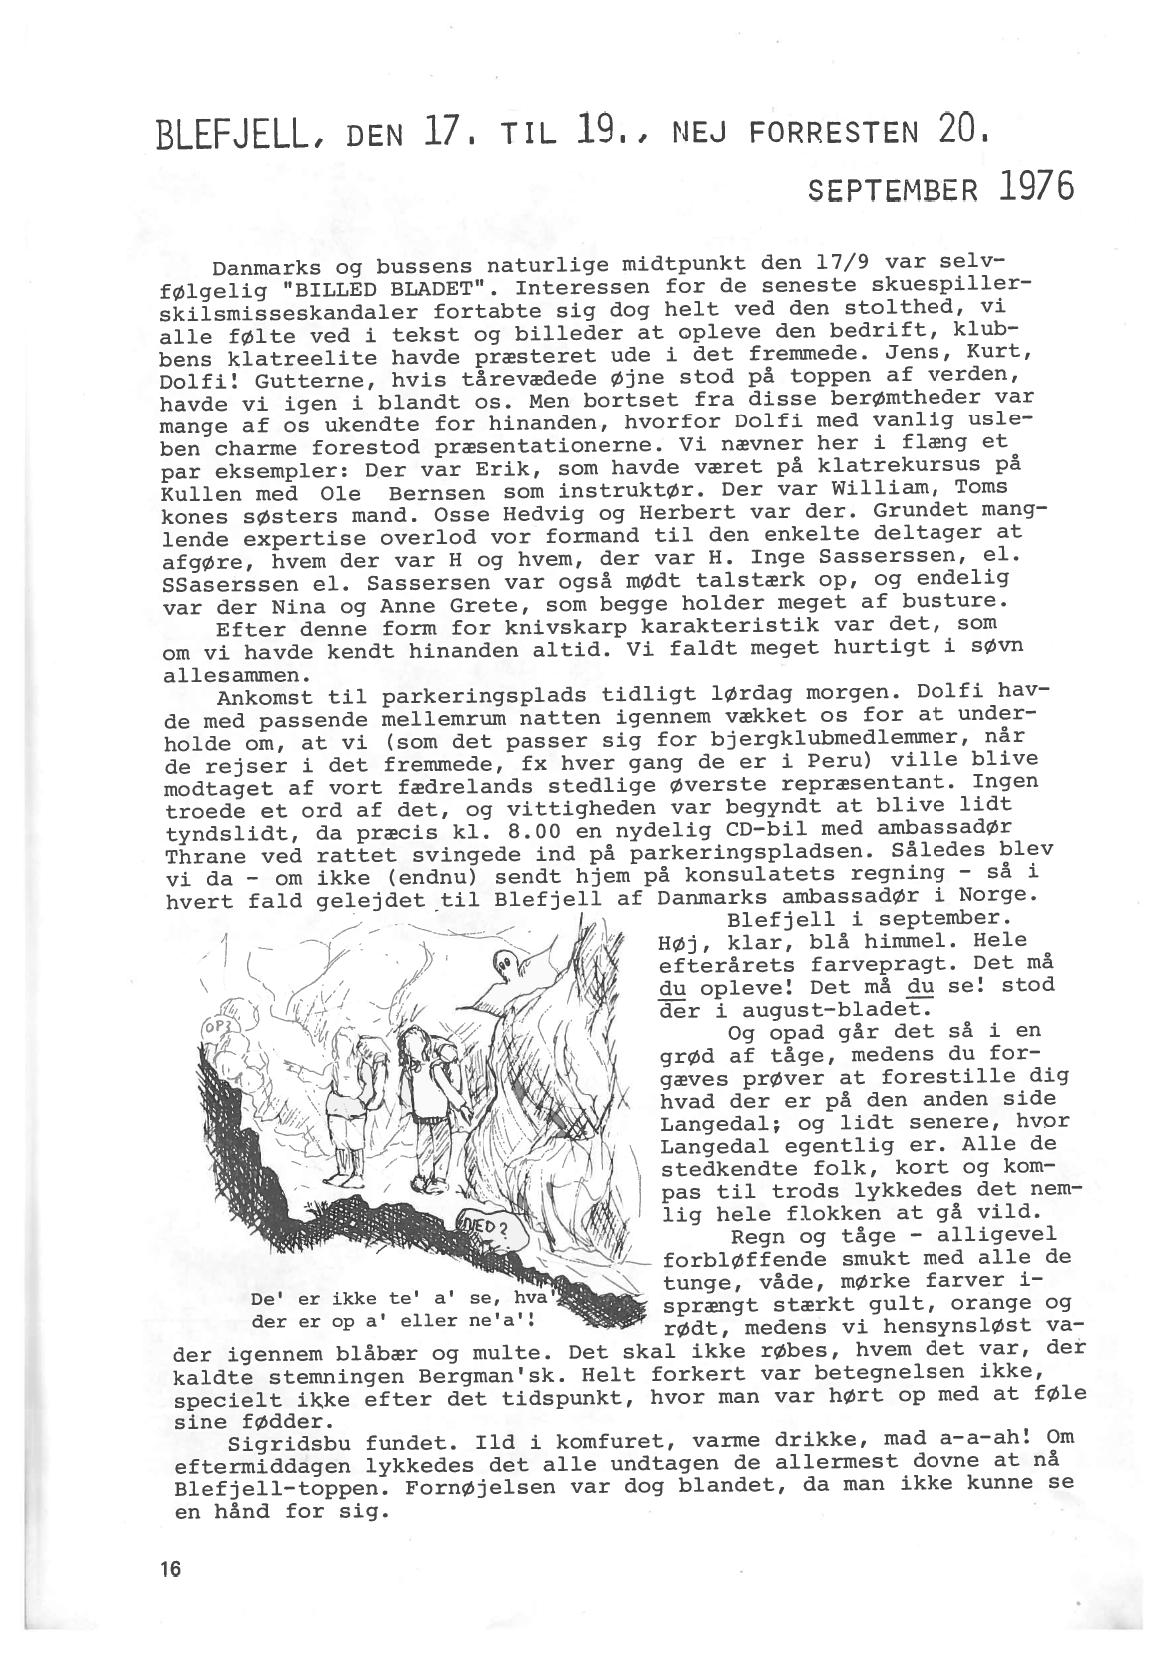 BLEFJELL, DEN 17. TIL 19., NEJ FORRESTEN 20.
SEPTEMBER 1976
Danmarks og bussens naturlige midtpunkt den 17/9 var selv-
følgelig "BILLED BLADET". Interessen for de seneste skuespiller-
skilsmisseskandaler fortabte sig dog helt ved den stolthed, vi
alle følte ved i tekst og billeder at opleve den bedrift, klub-
bens klatreelite havde præsteret ude i det fremmede. Jens, Kurt,
Dolfi! Gutterne, hvis tårevædede øjne stod på toppen af verden,
havde vi igen i blandt os. Men bortset fra disse berømtheder var
mange af os ukendte for hinanden, hvorfor Dolfi med vanlig usle-
ben charme forestod præsentationerne. Vi nævner her i flæng et
par eksempler: Der var Erik, som havde været på klatrekursus på
Kullen med Ole Bernsen som instruktør. Der var William, Toms
kones søsters mand. Osse Hedvig og Herbert var der. Grundet mang-
lende expertise overlod vor formand til den enkelte deltager at
afgøre, hvem der var H og hvem, der var H. Inge Sasserssen, el.
SSaserssen el. Sassersen var også mødt talstærk op, og endelig
var der Nina og Anne Grete, som begge holder meget af busture.
Efter denne form for knivskarp karakteristik var det, som
om vi havde kendt hinanden altid. Vi faldt meget hurtigt i søvn
allesammen.
Ankomst til parkeringsplads tidligt lørdag morgen. Dolfi hav-
de med passende mellemrum natten igennem vækket os for at under-
holde om, at vi (som det passer sig for bjergklubmedlemmer, når
de rejser i det fremmede, fx hver gang de er i Peru) ville blive
modtaget af vort fædrelands stedlige øverste repræsentant. Ingen
troede et ord af det, og vittigheden var begyndt at blive lidt
tyndslidt, da præcis kl. 8.00 en nydelig CD-bil med ambassadør
Thrane ved rattet svingede ind på parkeringspladsen. Således blev
vi da - om ikke (endnu) sendt hjem på konsulatets regning - så i
hvert fald gelejdet til Blefjell af Danmarks ambassadør i Norge.
Blefjell i september.
Høj, klar, blå himmel. Hele
efterårets farvepragt. Det må
du opleve! Det må du se! stod
der i august-bladet.
Og opad går det så i en
grød af tåge, medens du for-
gæves prøver at forestille dig
hvad der er på den anden side
Langedal; og lidt senere, hvor
Langedal egentlig er. Alle de
stedkendte folk, kort og kom-
pas til trods lykkedes det nem-
lig hele flokken at gå vild.
Regn og tåge - alligevel
forbløffende smukt med alle de
tunge, våde, mørke farver i-
sprængt stærkt gult, orange og
rødt, medens vi hensynsløst va-
OP?
NED?
De' er ikke te' a' se, hva'
der er op a' eller ne'a'!
der igennem blåbær og multe. Det skal ikke røbes, hvem det var, der
kaldte stemningen Bergman'sk. Helt forkert var betegnelsen ikke,
specielt ikke efter det tidspunkt, hvor man var hørt op med at føle
sine fødder.
Sigridsbu fundet. Ild i komfuret, varme drikke, mad a-a-ah! Om
eftermiddagen lykkedes det alle undtagen de allermest dovne at nå
Blefjell-toppen. Fornøjelsen var dog blandet, da man ikke kunne se
en hånd for sig.
16